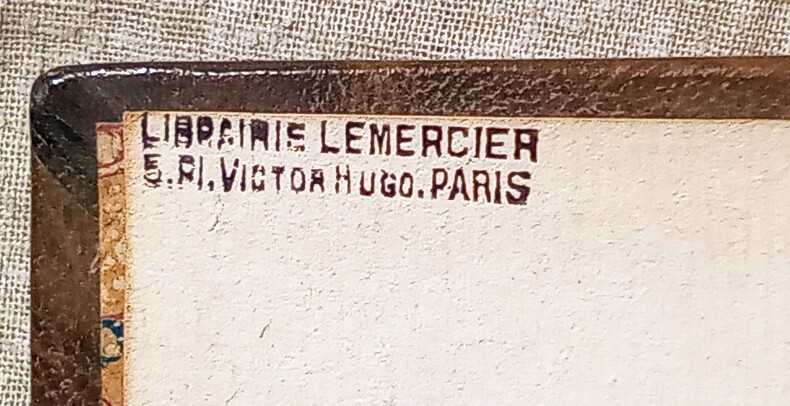 LIBRAIRIE LEMERCIER
5.Pl.VICTOR HUGO.PARIS